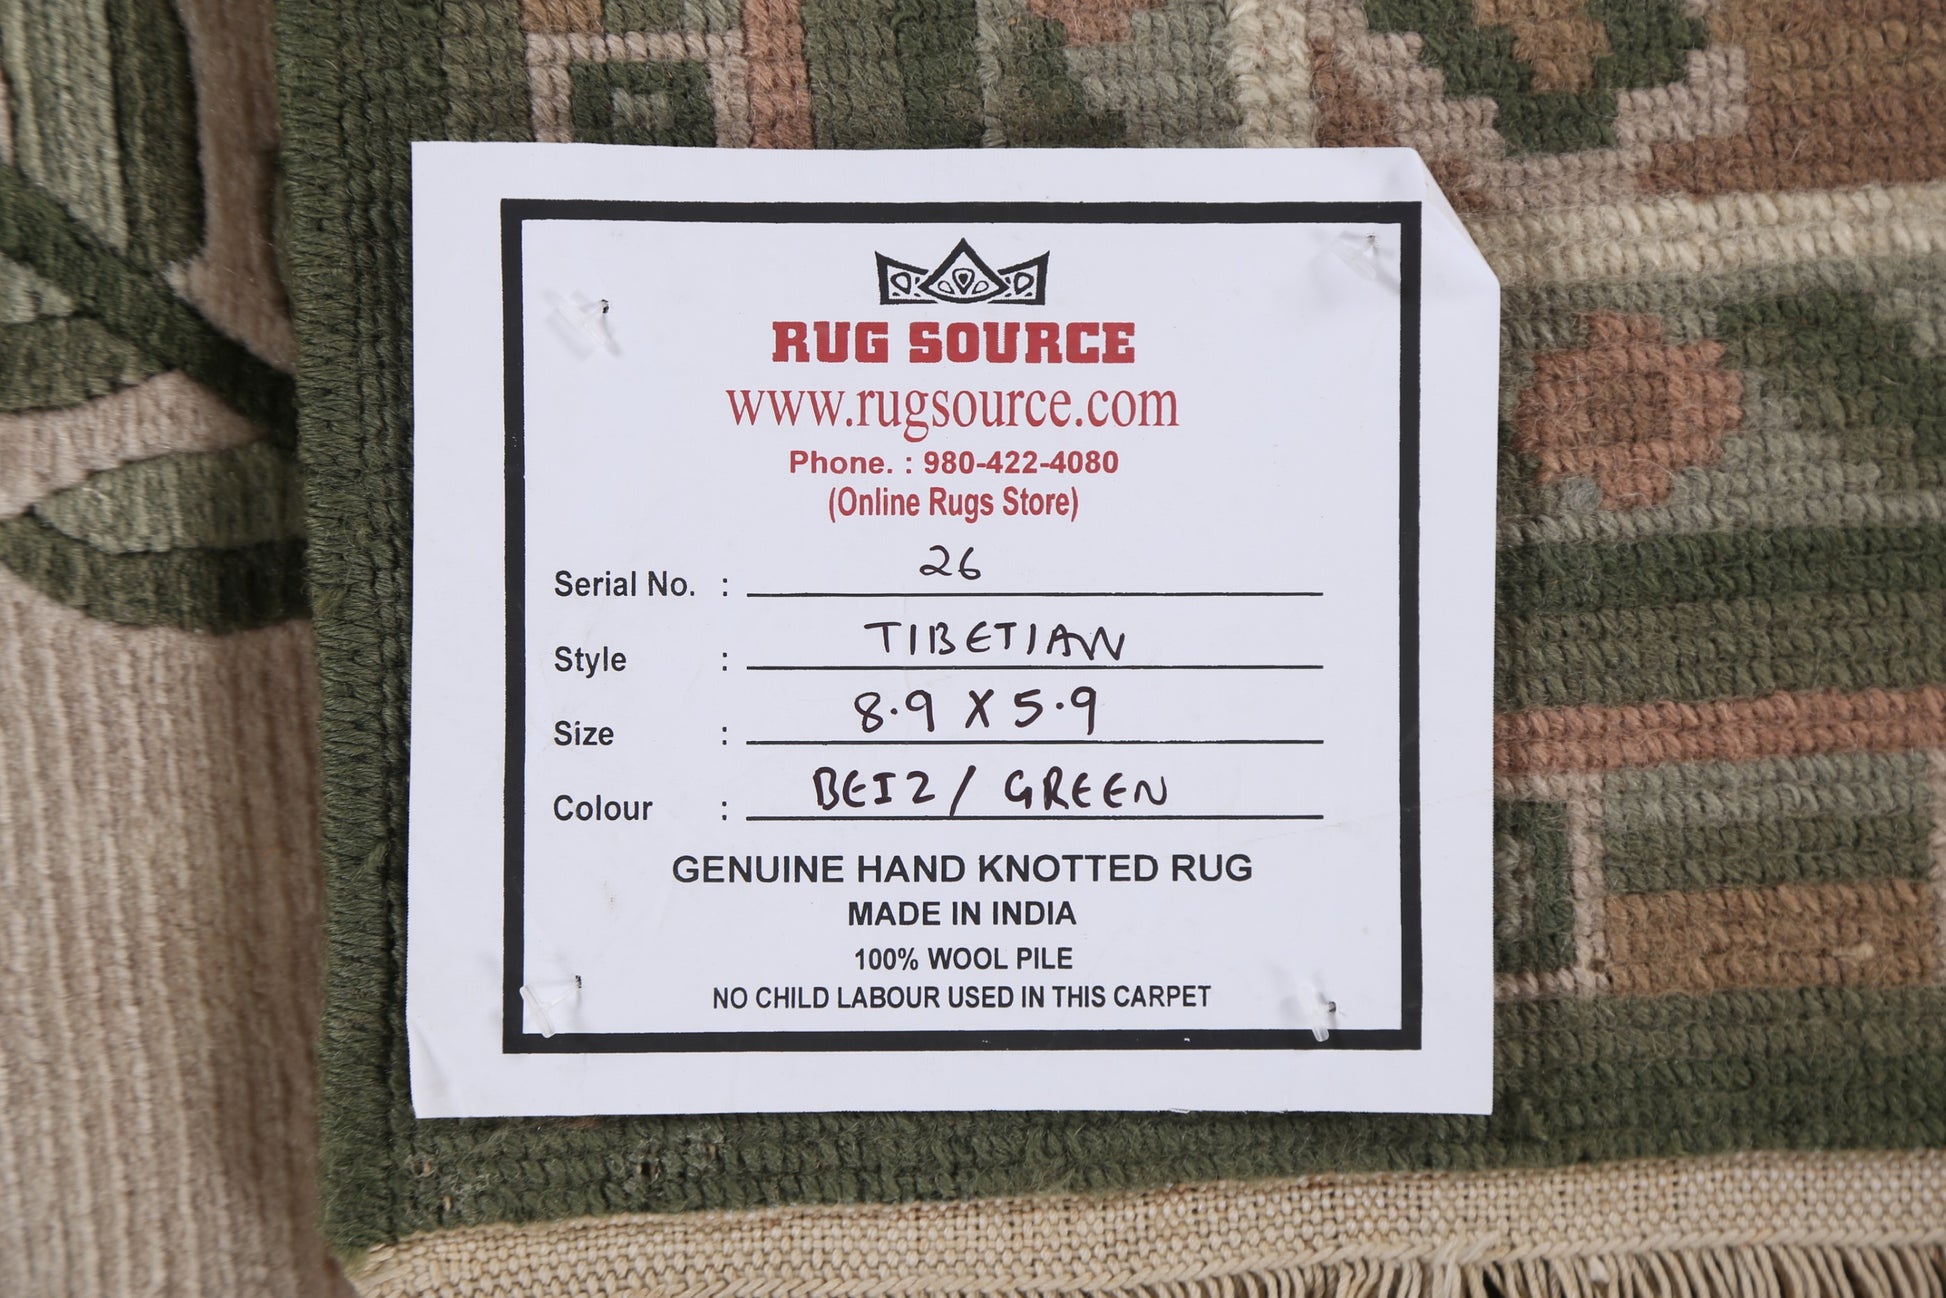 RUG SOURCE
www.rugsource.com
Phone. : 980-422-4080
(Online Rugs Store)
Serial No. : 26
Style : TIBETIAN
Size : 8.9 X 5.9
Colour : BEIZ / GREEN
GENUINE HAND KNOTTED RUG
MADE IN INDIA
100% WOOL PILE
NO CHILD LABOUR USED IN THIS CARPET